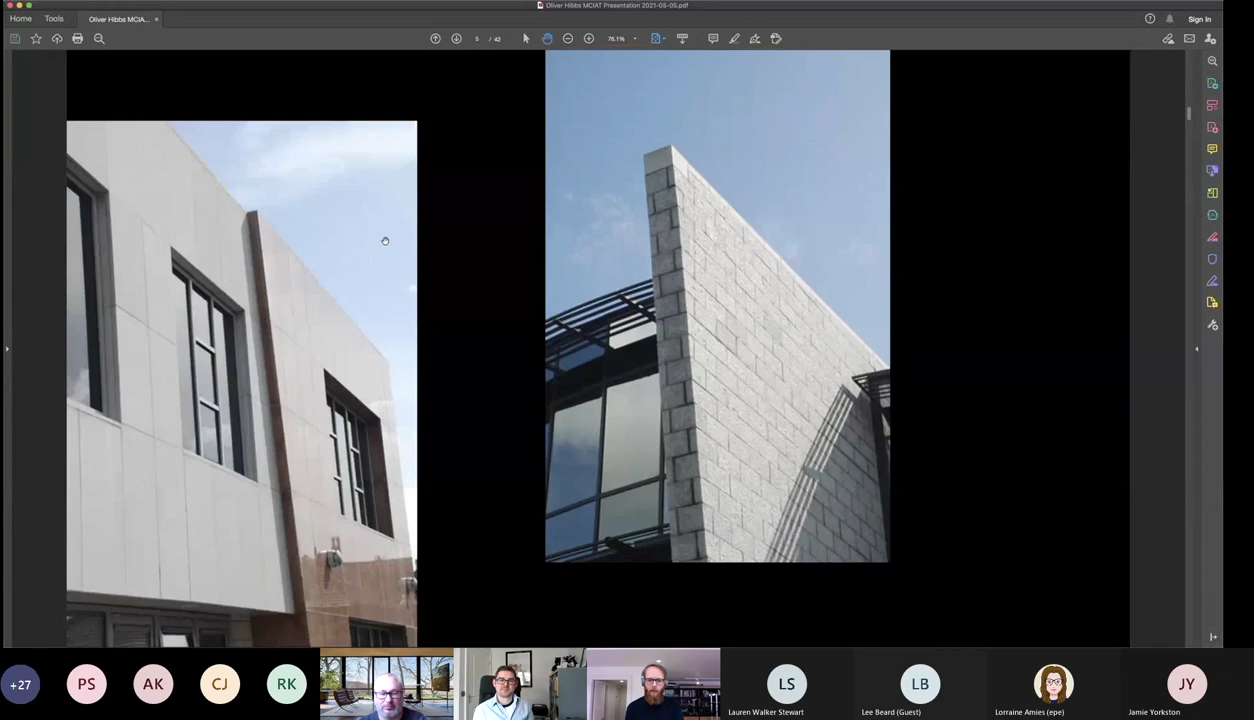 Oliver Hibbs MCIAT Presentation 2021-05-05.pdf
Home
Tools
Oliver Hibbs MCIA... ×
Sign In
5 / 42
76.1%
+27
PS
AK
CJ
RK
LS
Lauren Walker Stewart
LB
Lee Beard (Guest)
Lorraine Amies (epe)
JY
Jamie Yorkston